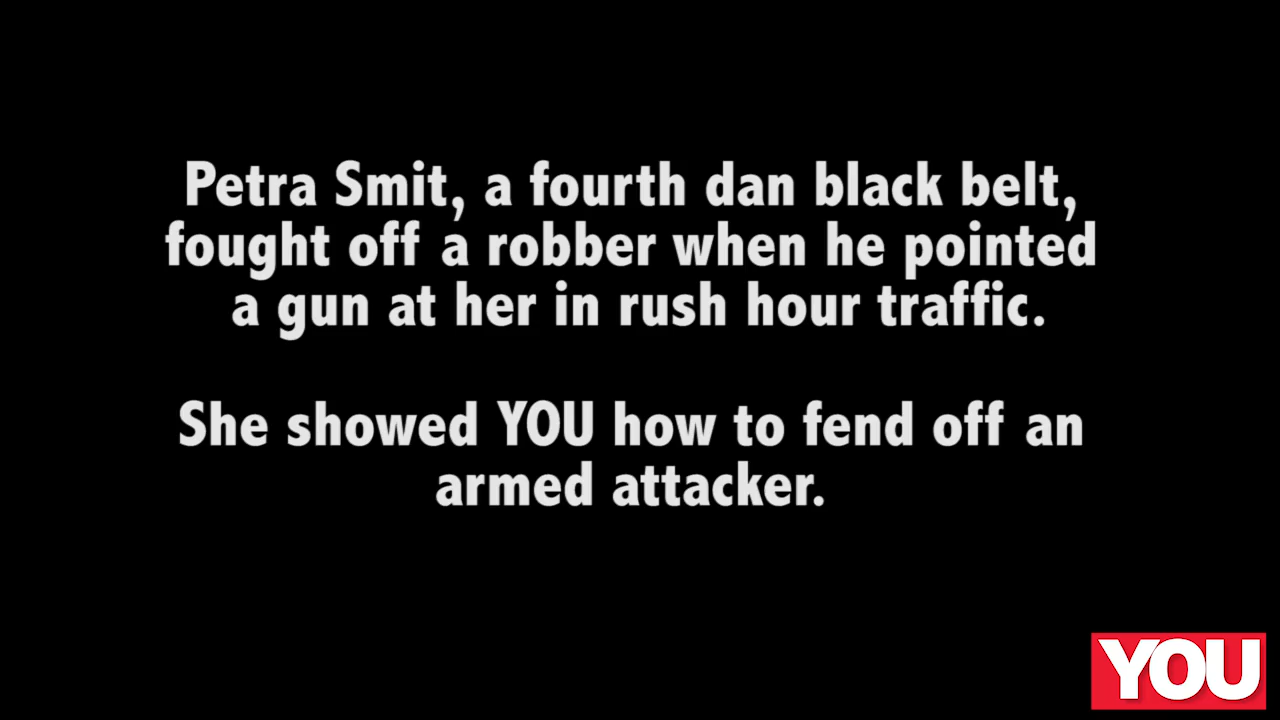 Petra Smit, a fourth dan black belt,
fought off a robber when he pointed
a gun at her in rush hour traffic.
She showed YOU how to fend off an
armed attacker.
YOU